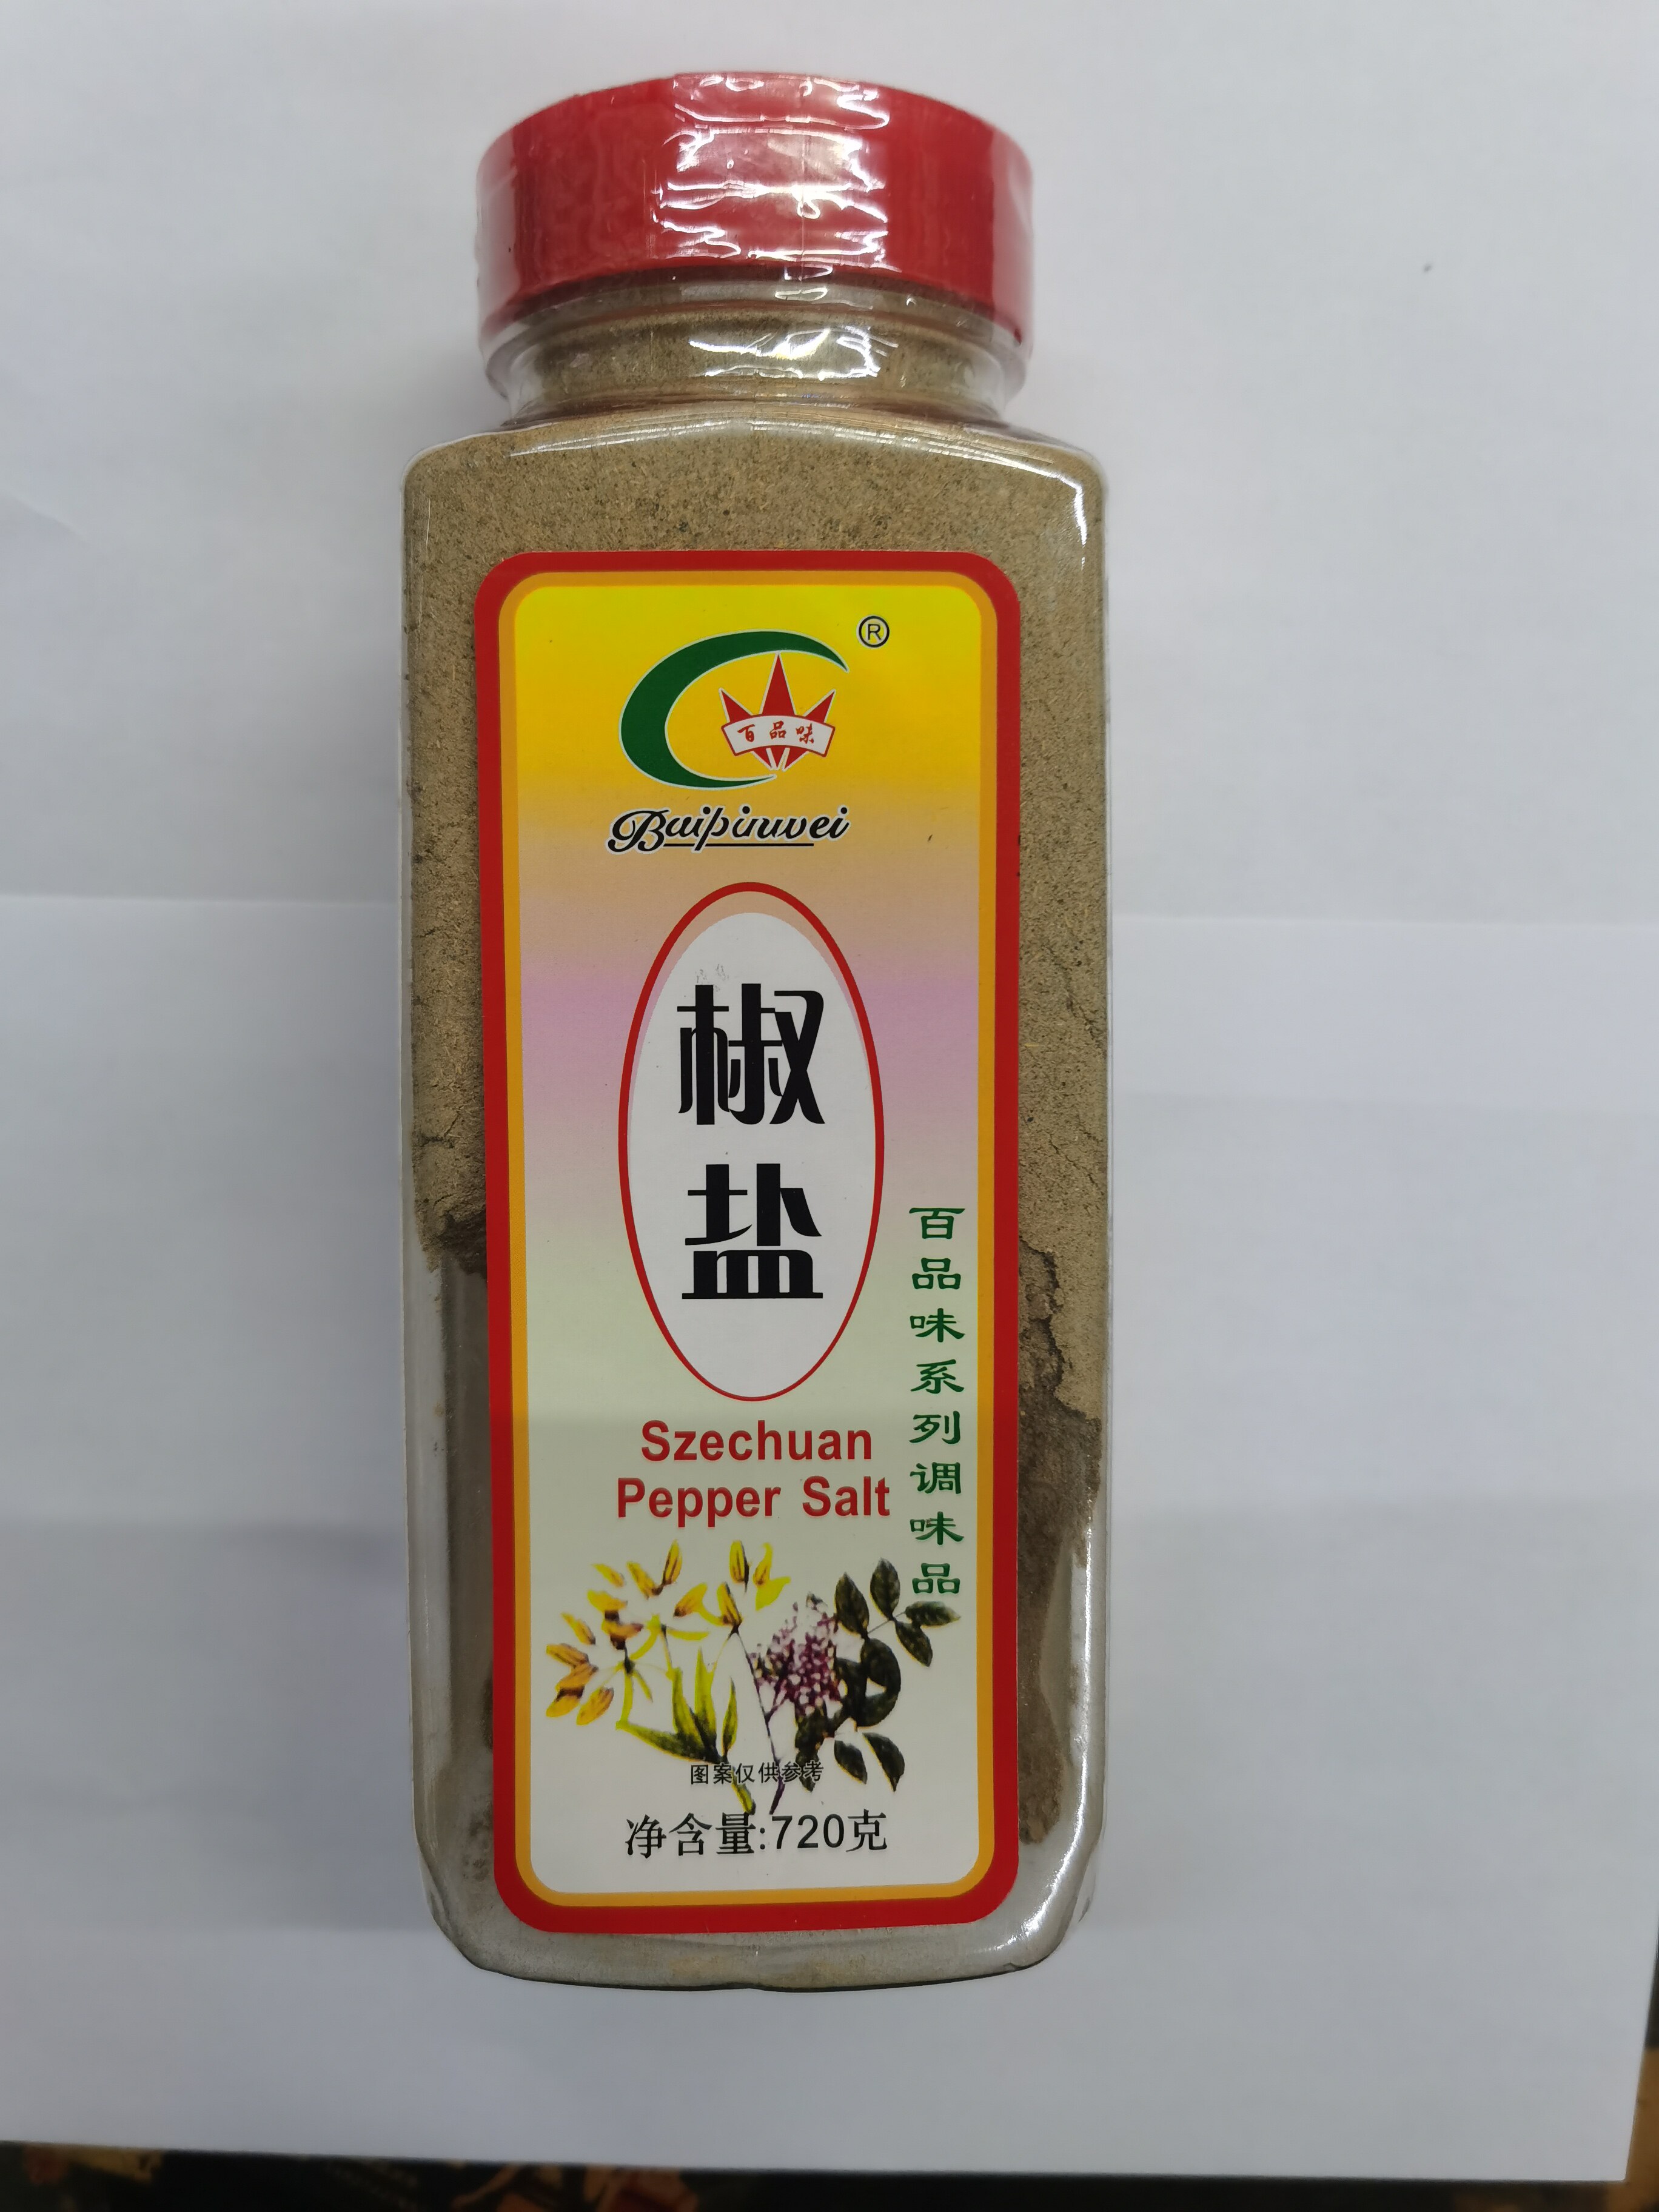 ®
百品味
Baipinwei
椒盐
Szechuan
Pepper Salt
百品味系列调味品
图案仅供参考
净含量:720克